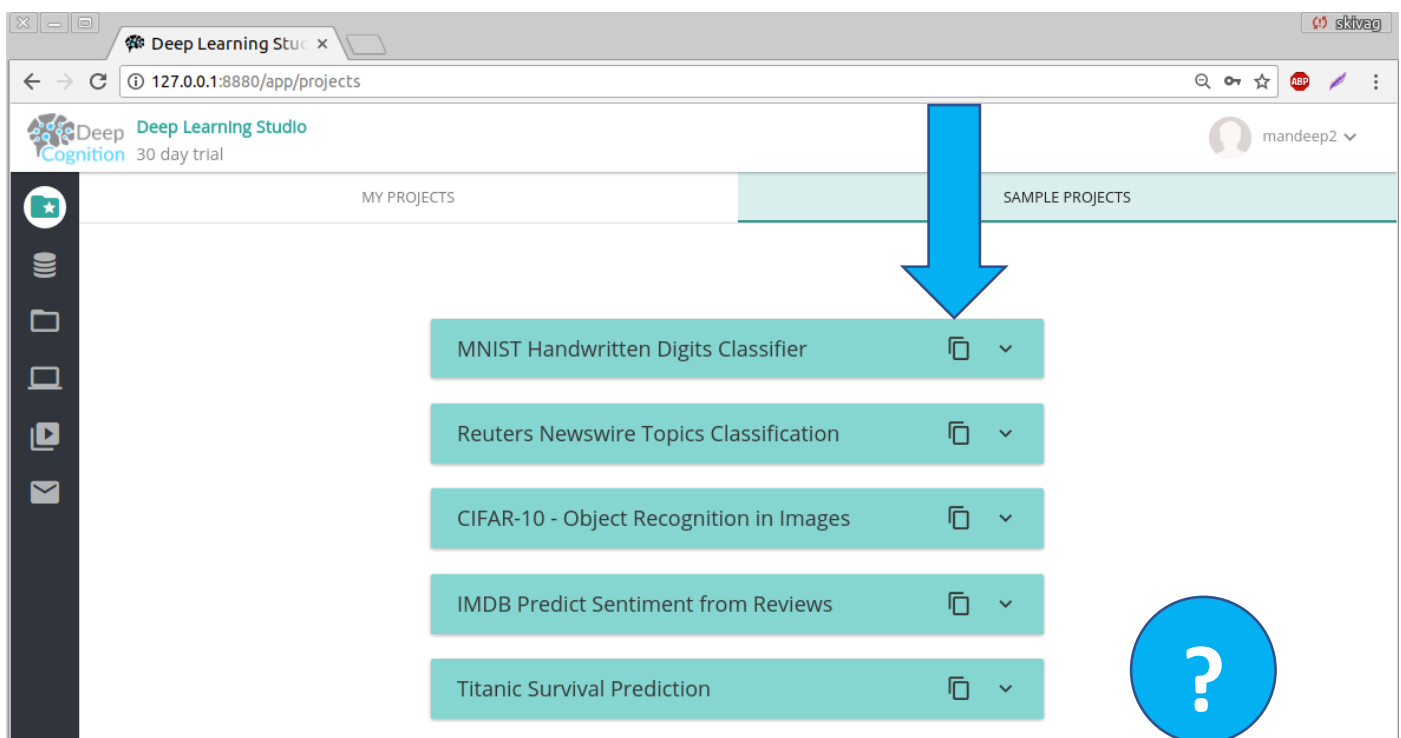 skivag
Deep Learning Stuc
127.0.0.1:8880/app/projects
ABP
Deep Cognition
Deep Learning Studio
30 day trial
mandeep2
MY PROJECTS
SAMPLE PROJECTS
MNIST Handwritten Digits Classifier
Reuters Newswire Topics Classification
CIFAR-10 - Object Recognition in Images
IMDB Predict Sentiment from Reviews
Titanic Survival Prediction
?